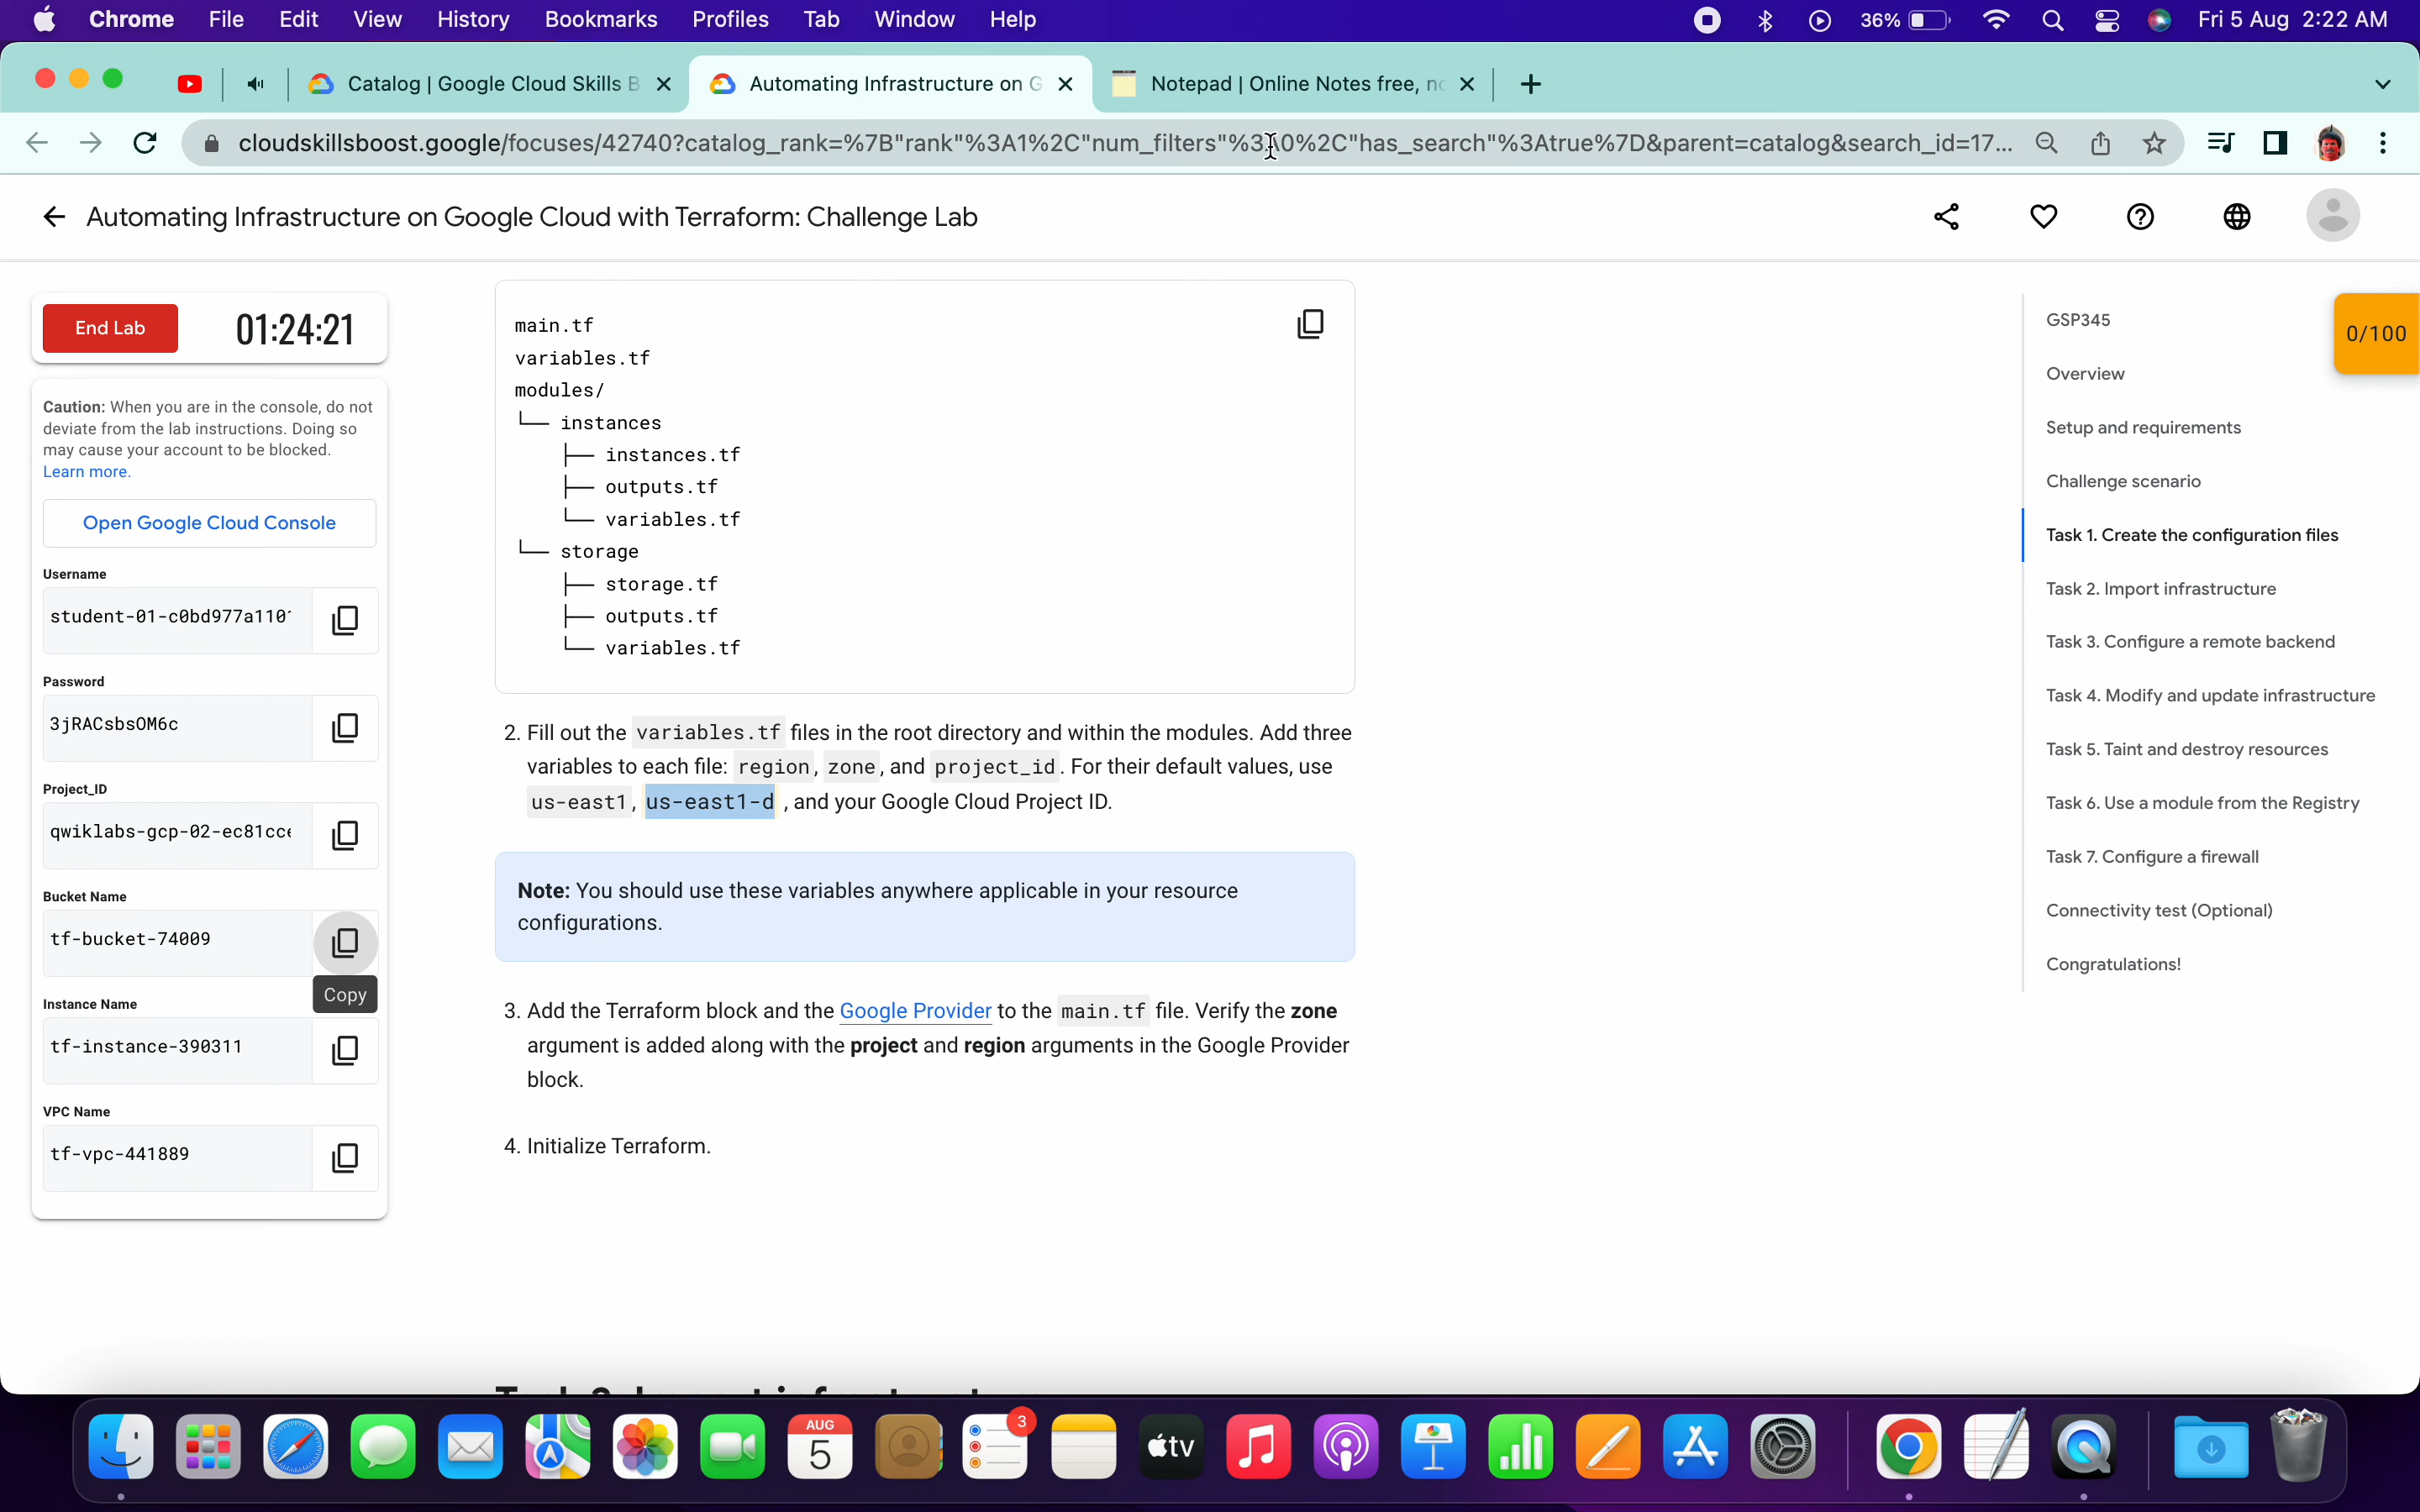 Chrome File Edit View History Bookmarks Profiles Tab Window Help 36% Fri 5 Aug 2:22 AM
Catalog | Google Cloud Skills B Automating Infrastructure on G Notepad | Online Notes free, no
cloudskillsboost.google/focuses/42740?catalog_rank=%7B"rank"%3A1%2C"num_filters"%3A0%2C"has_search"%3Atrue%7D&parent=catalog&search_id=17...
Automating Infrastructure on Google Cloud with Terraform: Challenge Lab
End Lab 01:24:21
Caution: When you are in the console, do not
deviate from the lab instructions. Doing so
may cause your account to be blocked.
Learn more.
Open Google Cloud Console
Username
student-01-c0bd977a110
Password
3jRACsbsOM6c
Project_ID
qwiklabs-gcp-02-ec81cce
Bucket Name
tf-bucket-74009
Copy
Instance Name
tf-instance-390311
VPC Name
tf-vpc-441889
main.tf
variables.tf
modules/
└── instances
├── instances.tf
├── outputs.tf
└── variables.tf
└── storage
├── storage.tf
├── outputs.tf
└── variables.tf
2. Fill out the variables.tf files in the root directory and within the modules. Add three
variables to each file: region, zone, and project_id. For their default values, use
us-east1, us-east1-d , and your Google Cloud Project ID.
Note: You should use these variables anywhere applicable in your resource
configurations.
3. Add the Terraform block and the Google Provider to the main.tf file. Verify the zone
argument is added along with the project and region arguments in the Google Provider
block.
4. Initialize Terraform.
GSP345
Overview
Setup and requirements
Challenge scenario
Task 1. Create the configuration files
Task 2. Import infrastructure
Task 3. Configure a remote backend
Task 4. Modify and update infrastructure
Task 5. Taint and destroy resources
Task 6. Use a module from the Registry
Task 7. Configure a firewall
Connectivity test (Optional)
Congratulations!
0/100
AUG
5
3
tv